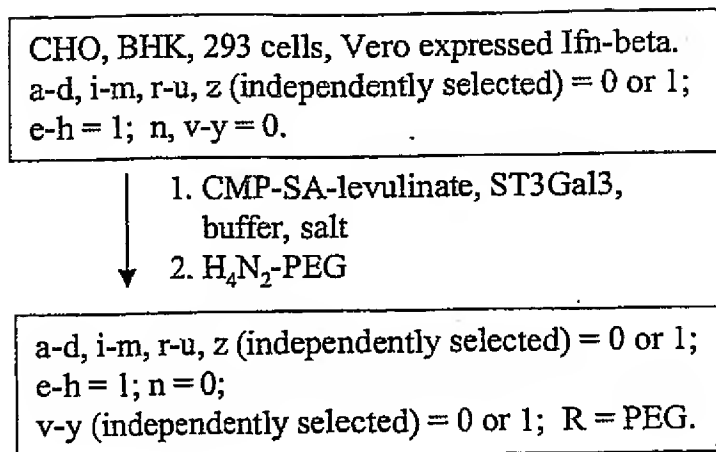 CHO, BHK, 293 cells, Vero expressed Ifn-beta.
a-d, i-m, r-u, z (independently selected) = 0 or 1;
e-h = 1; n, v-y = 0.
1. CMP-SA-levulinate, ST3Gal3,
buffer, salt
2. H₄N₂-PEG
a-d, i-m, r-u, z (independently selected) = 0 or 1;
e-h = 1; n = 0;
v-y (independently selected) = 0 or 1; R = PEG.